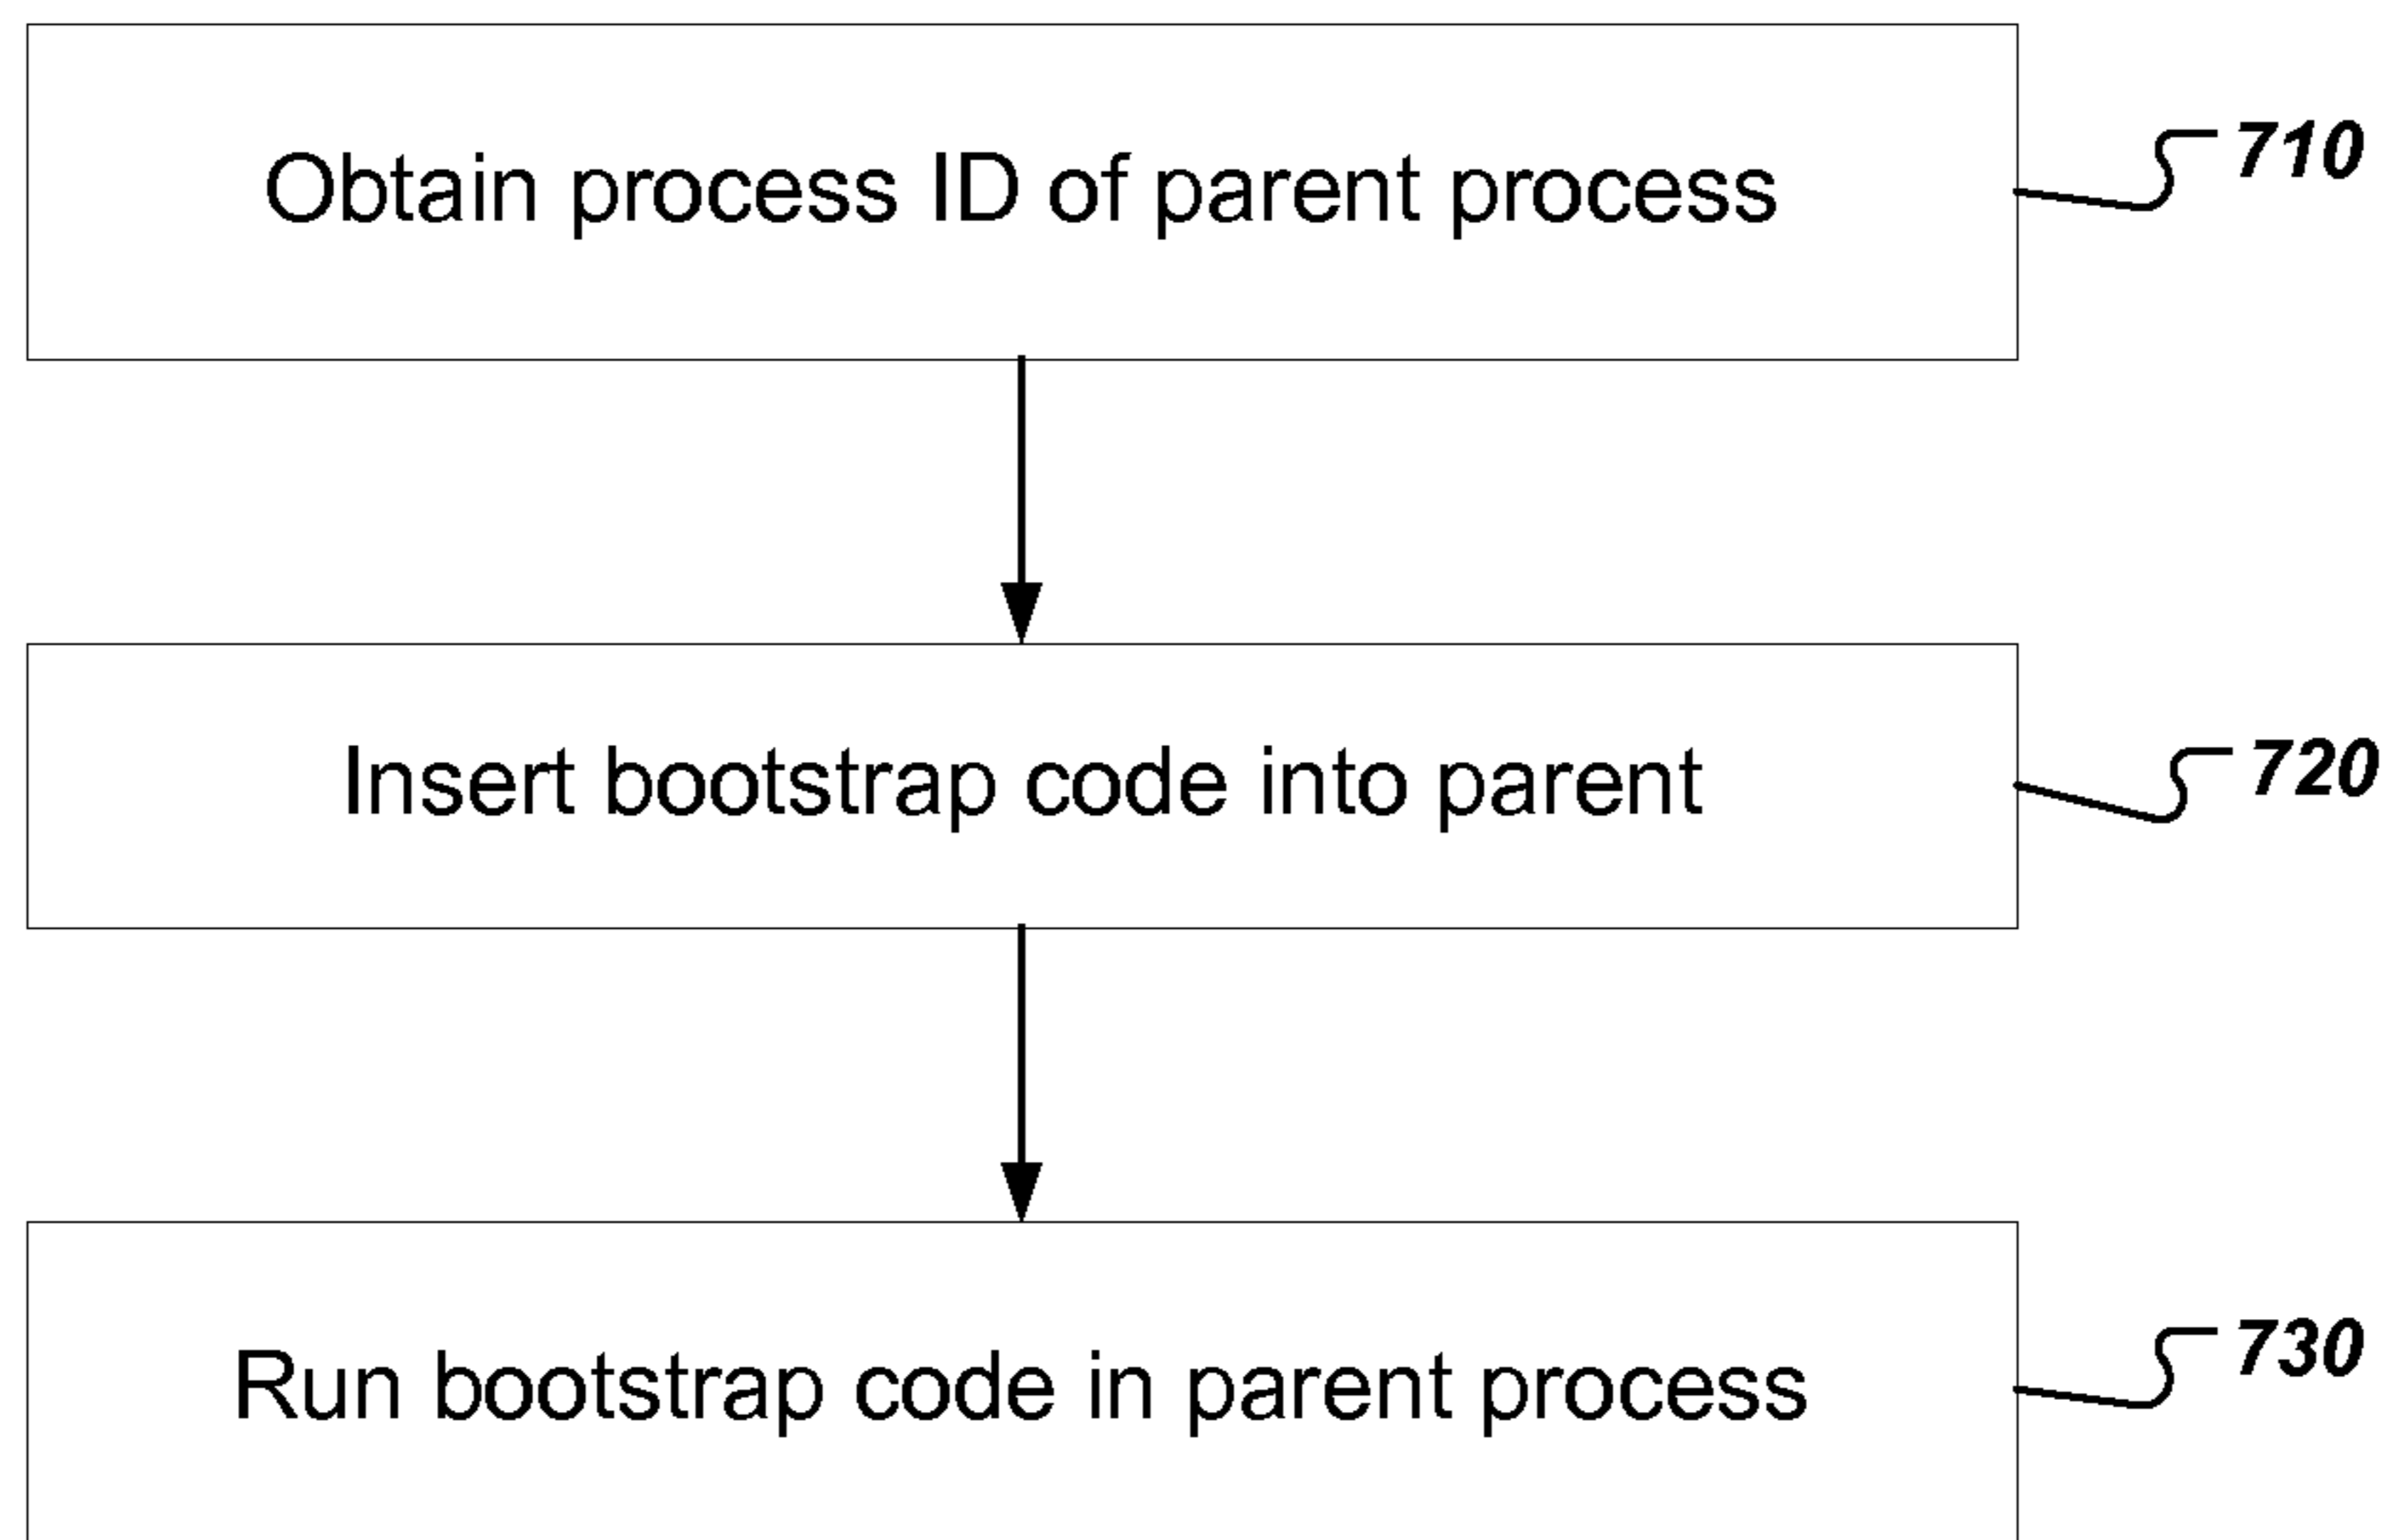 Obtain process ID of parent process
710
Insert bootstrap code into parent
720
Run bootstrap code in parent process
730